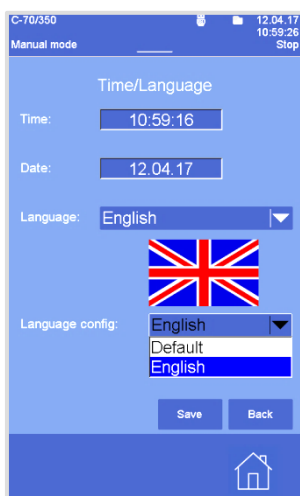 C-70/350
12.04.17
10:59:26
Manual mode
Stop
Time/Language
Time: 10:59:16
Date: 12.04.17
Language: English
Language config: English
Default
English
Save Back